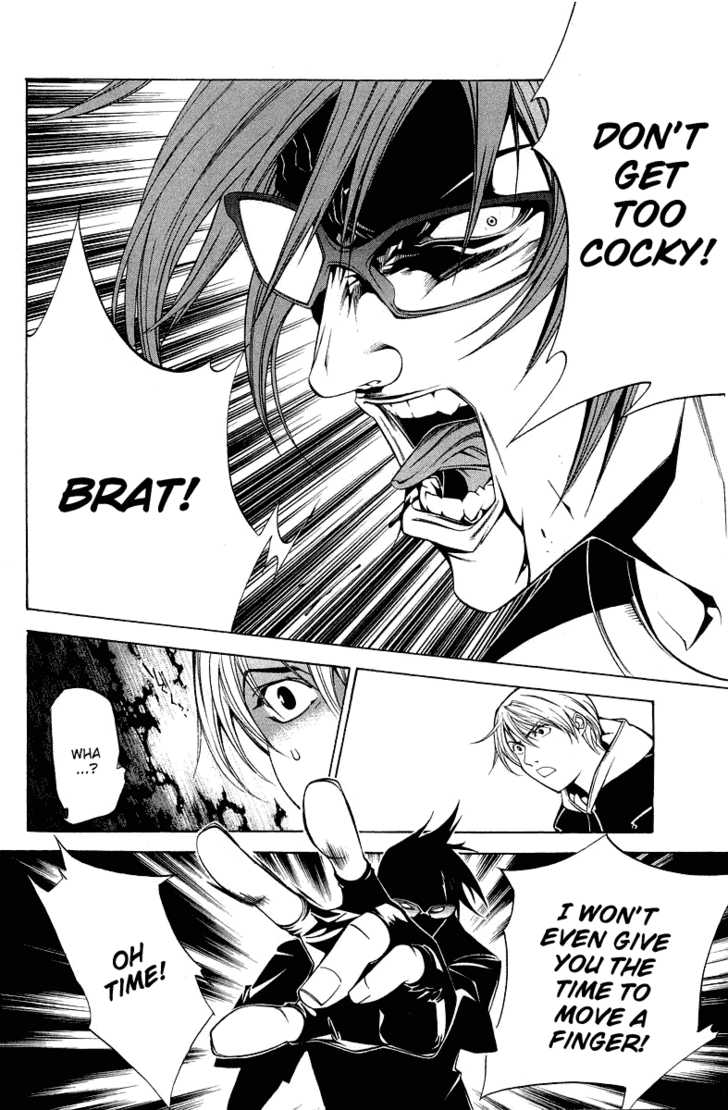 DON'T
GET
TOO
COCKY!
BRAT!
WHA
...?
I WON'T
EVEN GIVE
YOU THE
TIME TO
MOVE A
FINGER!
OH
TIME!